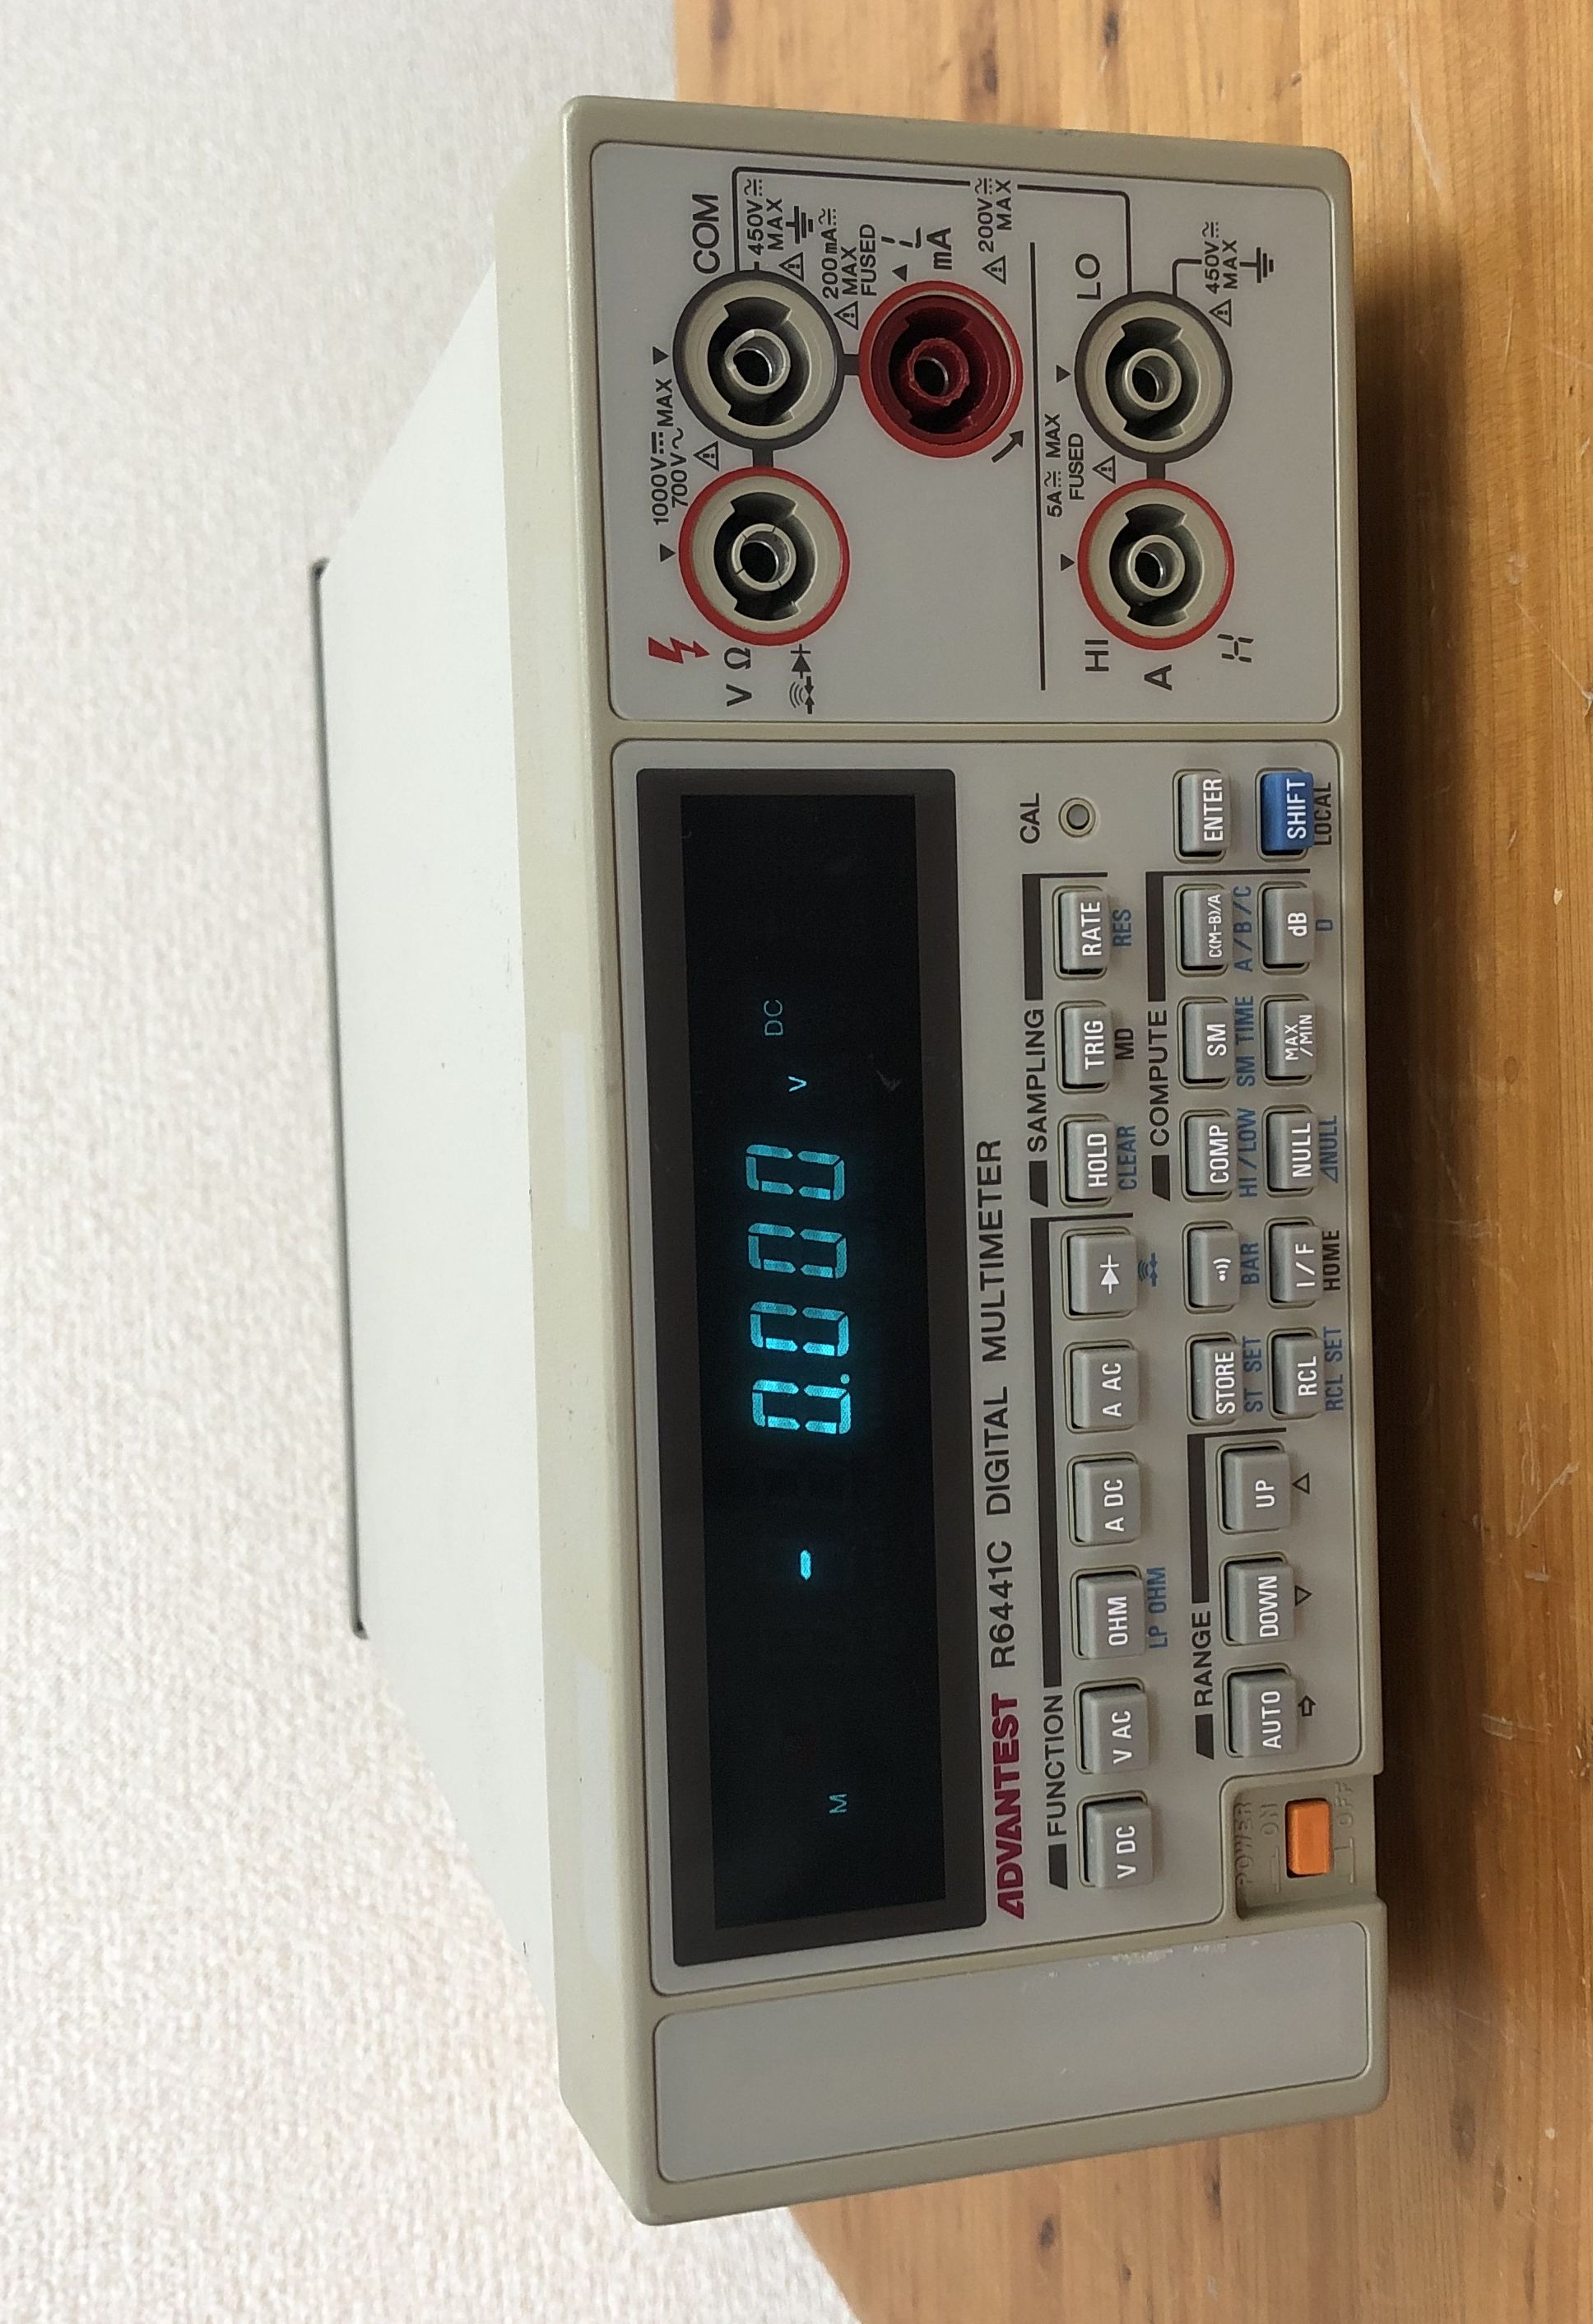 M - 0.000 V DC
ADVANTEST R6441C DIGITAL MULTIMETER
FUNCTION
V DC V AC OHM A DC A AC
LP OHM
SAMPLING
HOLD TRIG RATE
CLEAR MD RES
CAL
RANGE
AUTO DOWN UP
COMPUTE
STORE COMP SM C(M-B)/A ENTER
ST SET BAR HI/LOW SM TIME A/B/C
RCL I/F NULL MAX/MIN dB SHIFT
RCL SET HOME ⊿NULL D LOCAL
POWER
ON
OFF
1000V MAX
700V
COM
V Ω
450V MAX
200mA MAX FUSED
mA
200V MAX
5A MAX
FUSED
HI LO
A
450V MAX